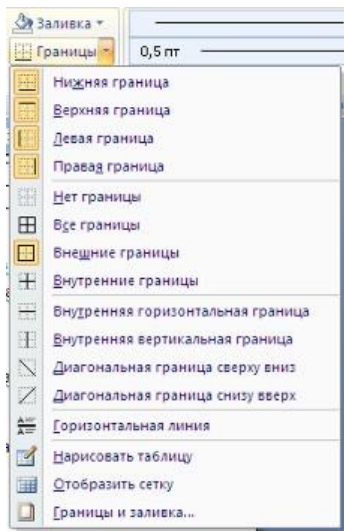 Заливка
Границы
0,5 пт
Нижняя граница
Верхняя граница
Левая граница
Правая граница
Нет границы
Все границы
Внешние границы
Внутренние границы
Внутренняя горизонтальная граница
Внутренняя вертикальная граница
Диагональная граница сверху вниз
Диагональная граница снизу вверх
Горизонтальная линия
Нарисовать таблицу
Отобразить сетку
Границы и заливка...